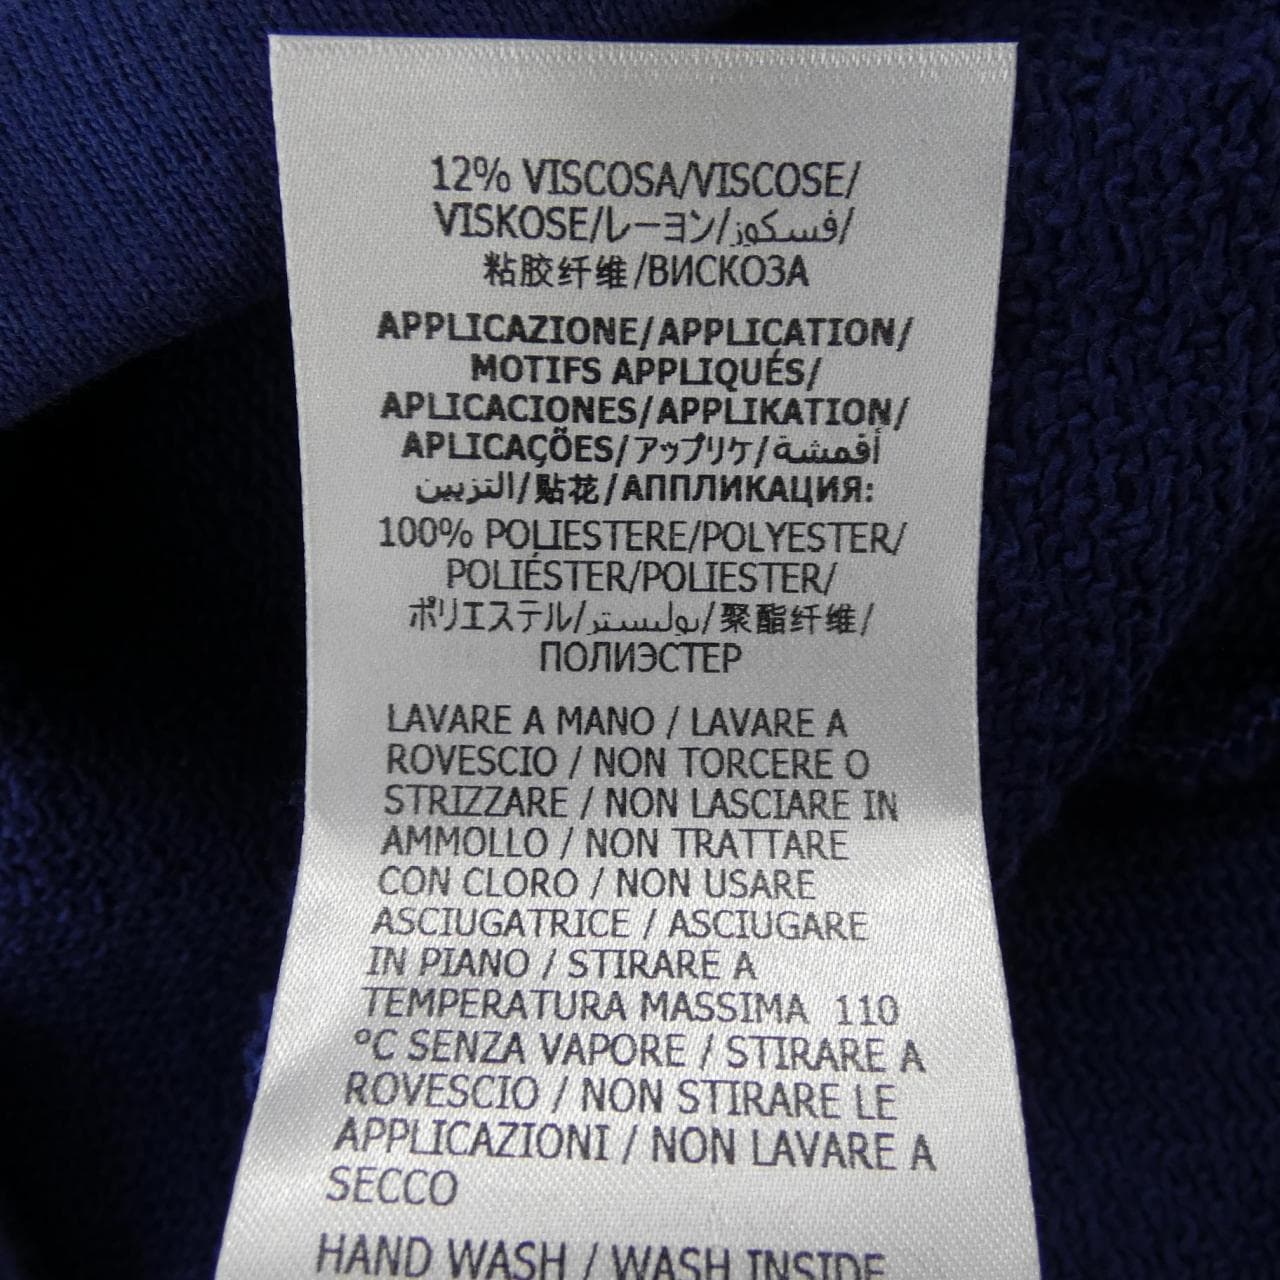 12% VISCOSA/VISCOSE/
VISKOSE/レーヨン/فسكوز/
粘胶纤维/ВИСКОЗА
APPLICAZIONE/APPLICATION/
MOTIFS APPLIQUÉS/
APLICACIONES/APPLIKATION/
APLICAÇÕES/アップリケ/أقمشة
التزيين/贴花/АППЛИКАЦИЯ:
100% POLIESTERE/POLYESTER/
POLIÉSTER/POLIESTER/
ポリエステル/بوليستر/聚酯纤维/
ПОЛИЭСТЕР
LAVARE A MANO / LAVARE A
ROVESCIO / NON TORCERE O
STRIZZARE / NON LASCIARE IN
AMMOLLO / NON TRATTARE
CON CLORO / NON USARE
ASCIUGATRICE / ASCIUGARE
IN PIANO / STIRARE A
TEMPERATURA MASSIMA 110
°C SENZA VAPORE / STIRARE A
ROVESCIO / NON STIRARE LE
APPLICAZIONI / NON LAVARE A
SECCO
HAND WASH / WASH INSIDE